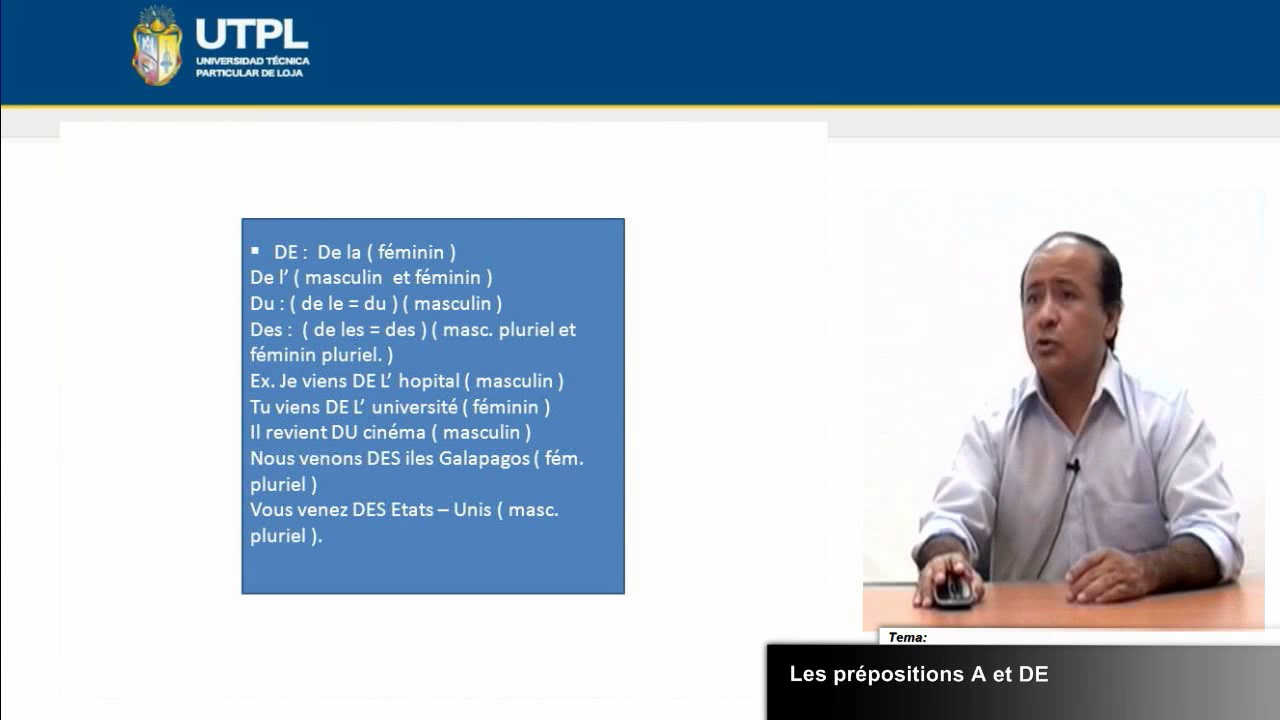 UTPL
UNIVERSIDAD TÉCNICA
PARTICULAR DE LOJA
▪ DE : De la ( féminin )
De l’ ( masculin et féminin )
Du : ( de le = du ) ( masculin )
Des : ( de les = des ) ( masc. pluriel et
féminin pluriel. )
Ex. Je viens DE L’ hopital ( masculin )
Tu viens DE L’ université ( féminin )
Il revient DU cinéma ( masculin )
Nous venons DES iles Galapagos ( fém.
pluriel )
Vous venez DES Etats – Unis ( masc.
pluriel ).
Tema:
Les prépositions A et DE